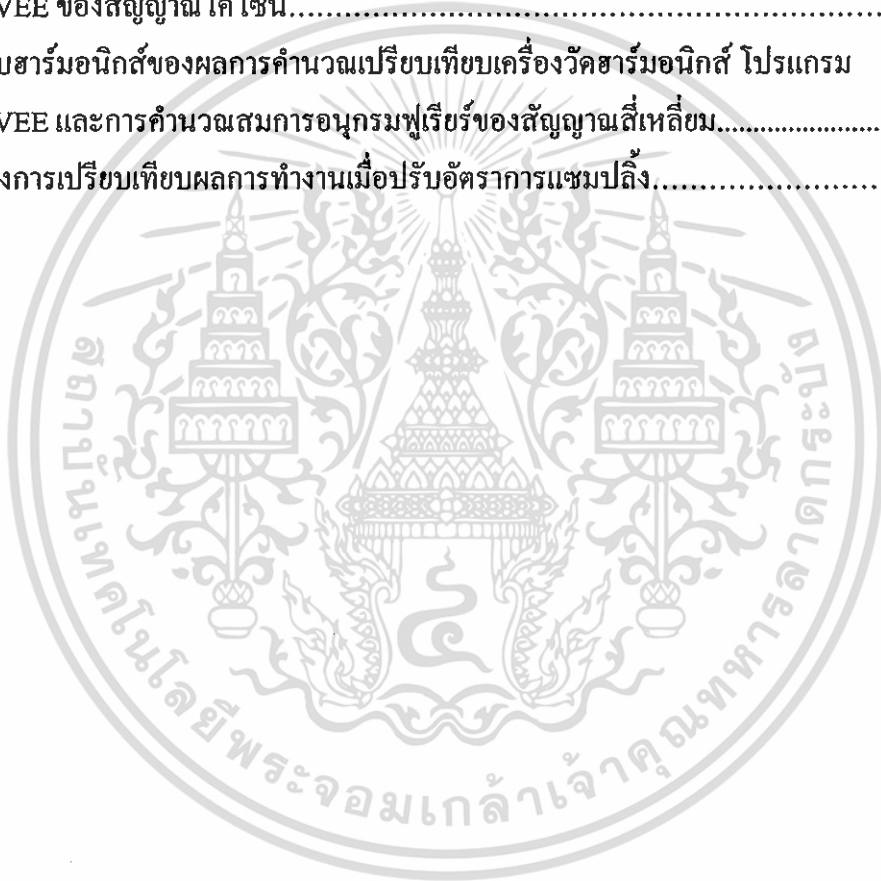 VEE ของสัญญาณโคไซน์
บฮาร์มอนิกส์ของผลการคำนวณเปรียบเทียบเครื่องวัดฮาร์มอนิกส์ โปรแกรม
VEE และการคำนวณสมการอนุกรมฟูเรียร์ของสัญญาณสี่เหลี่ยม
งการเปรียบเทียบผลการทำงานเมื่อปรับอัตราการแซมปลิ้ง
สถาบันเทคโนโลยีพระจอมเกล้าเจ้าคุณทหารลาดกระบัง